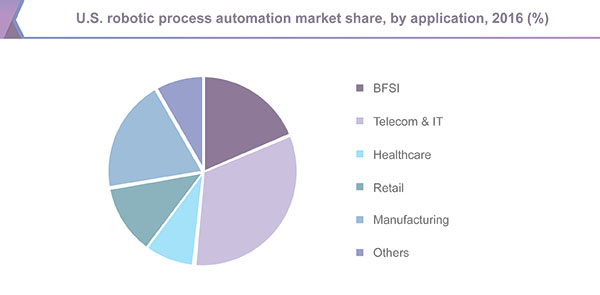 U.S. robotic process automation market share, by application, 2016 (%)
BFSI
Telecom & IT
Healthcare
Retail
Manufacturing
Others